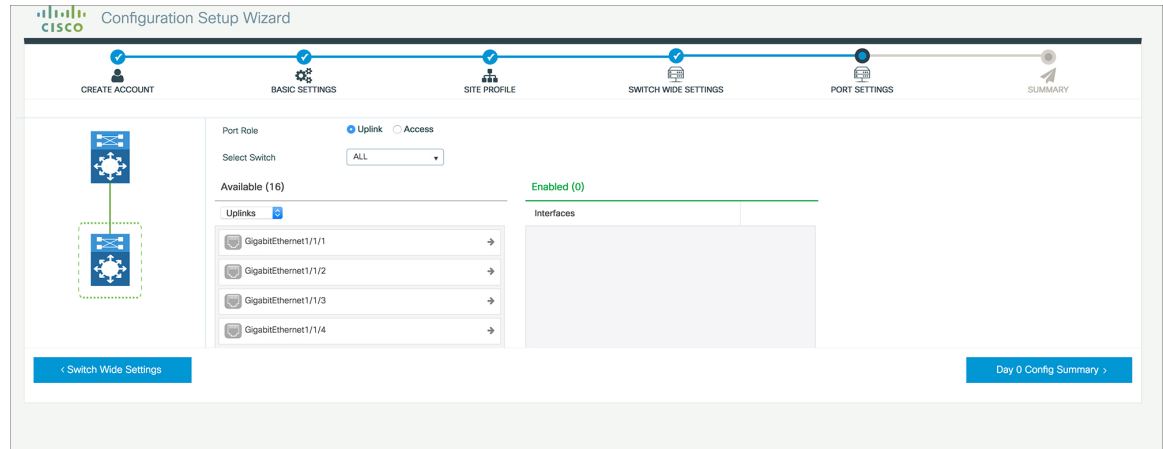 CISCO Configuration Setup Wizard
CREATE ACCOUNT
BASIC SETTINGS
SITE PROFILE
SWITCH WIDE SETTINGS
PORT SETTINGS
SUMMARY
Port Role Uplink Access
Select Switch ALL
Available (16)
Enabled (0)
Uplinks
Interfaces
GigabitEthernet1/1/1
GigabitEthernet1/1/2
GigabitEthernet1/1/3
GigabitEthernet1/1/4
‹ Switch Wide Settings
Day 0 Config Summary ›